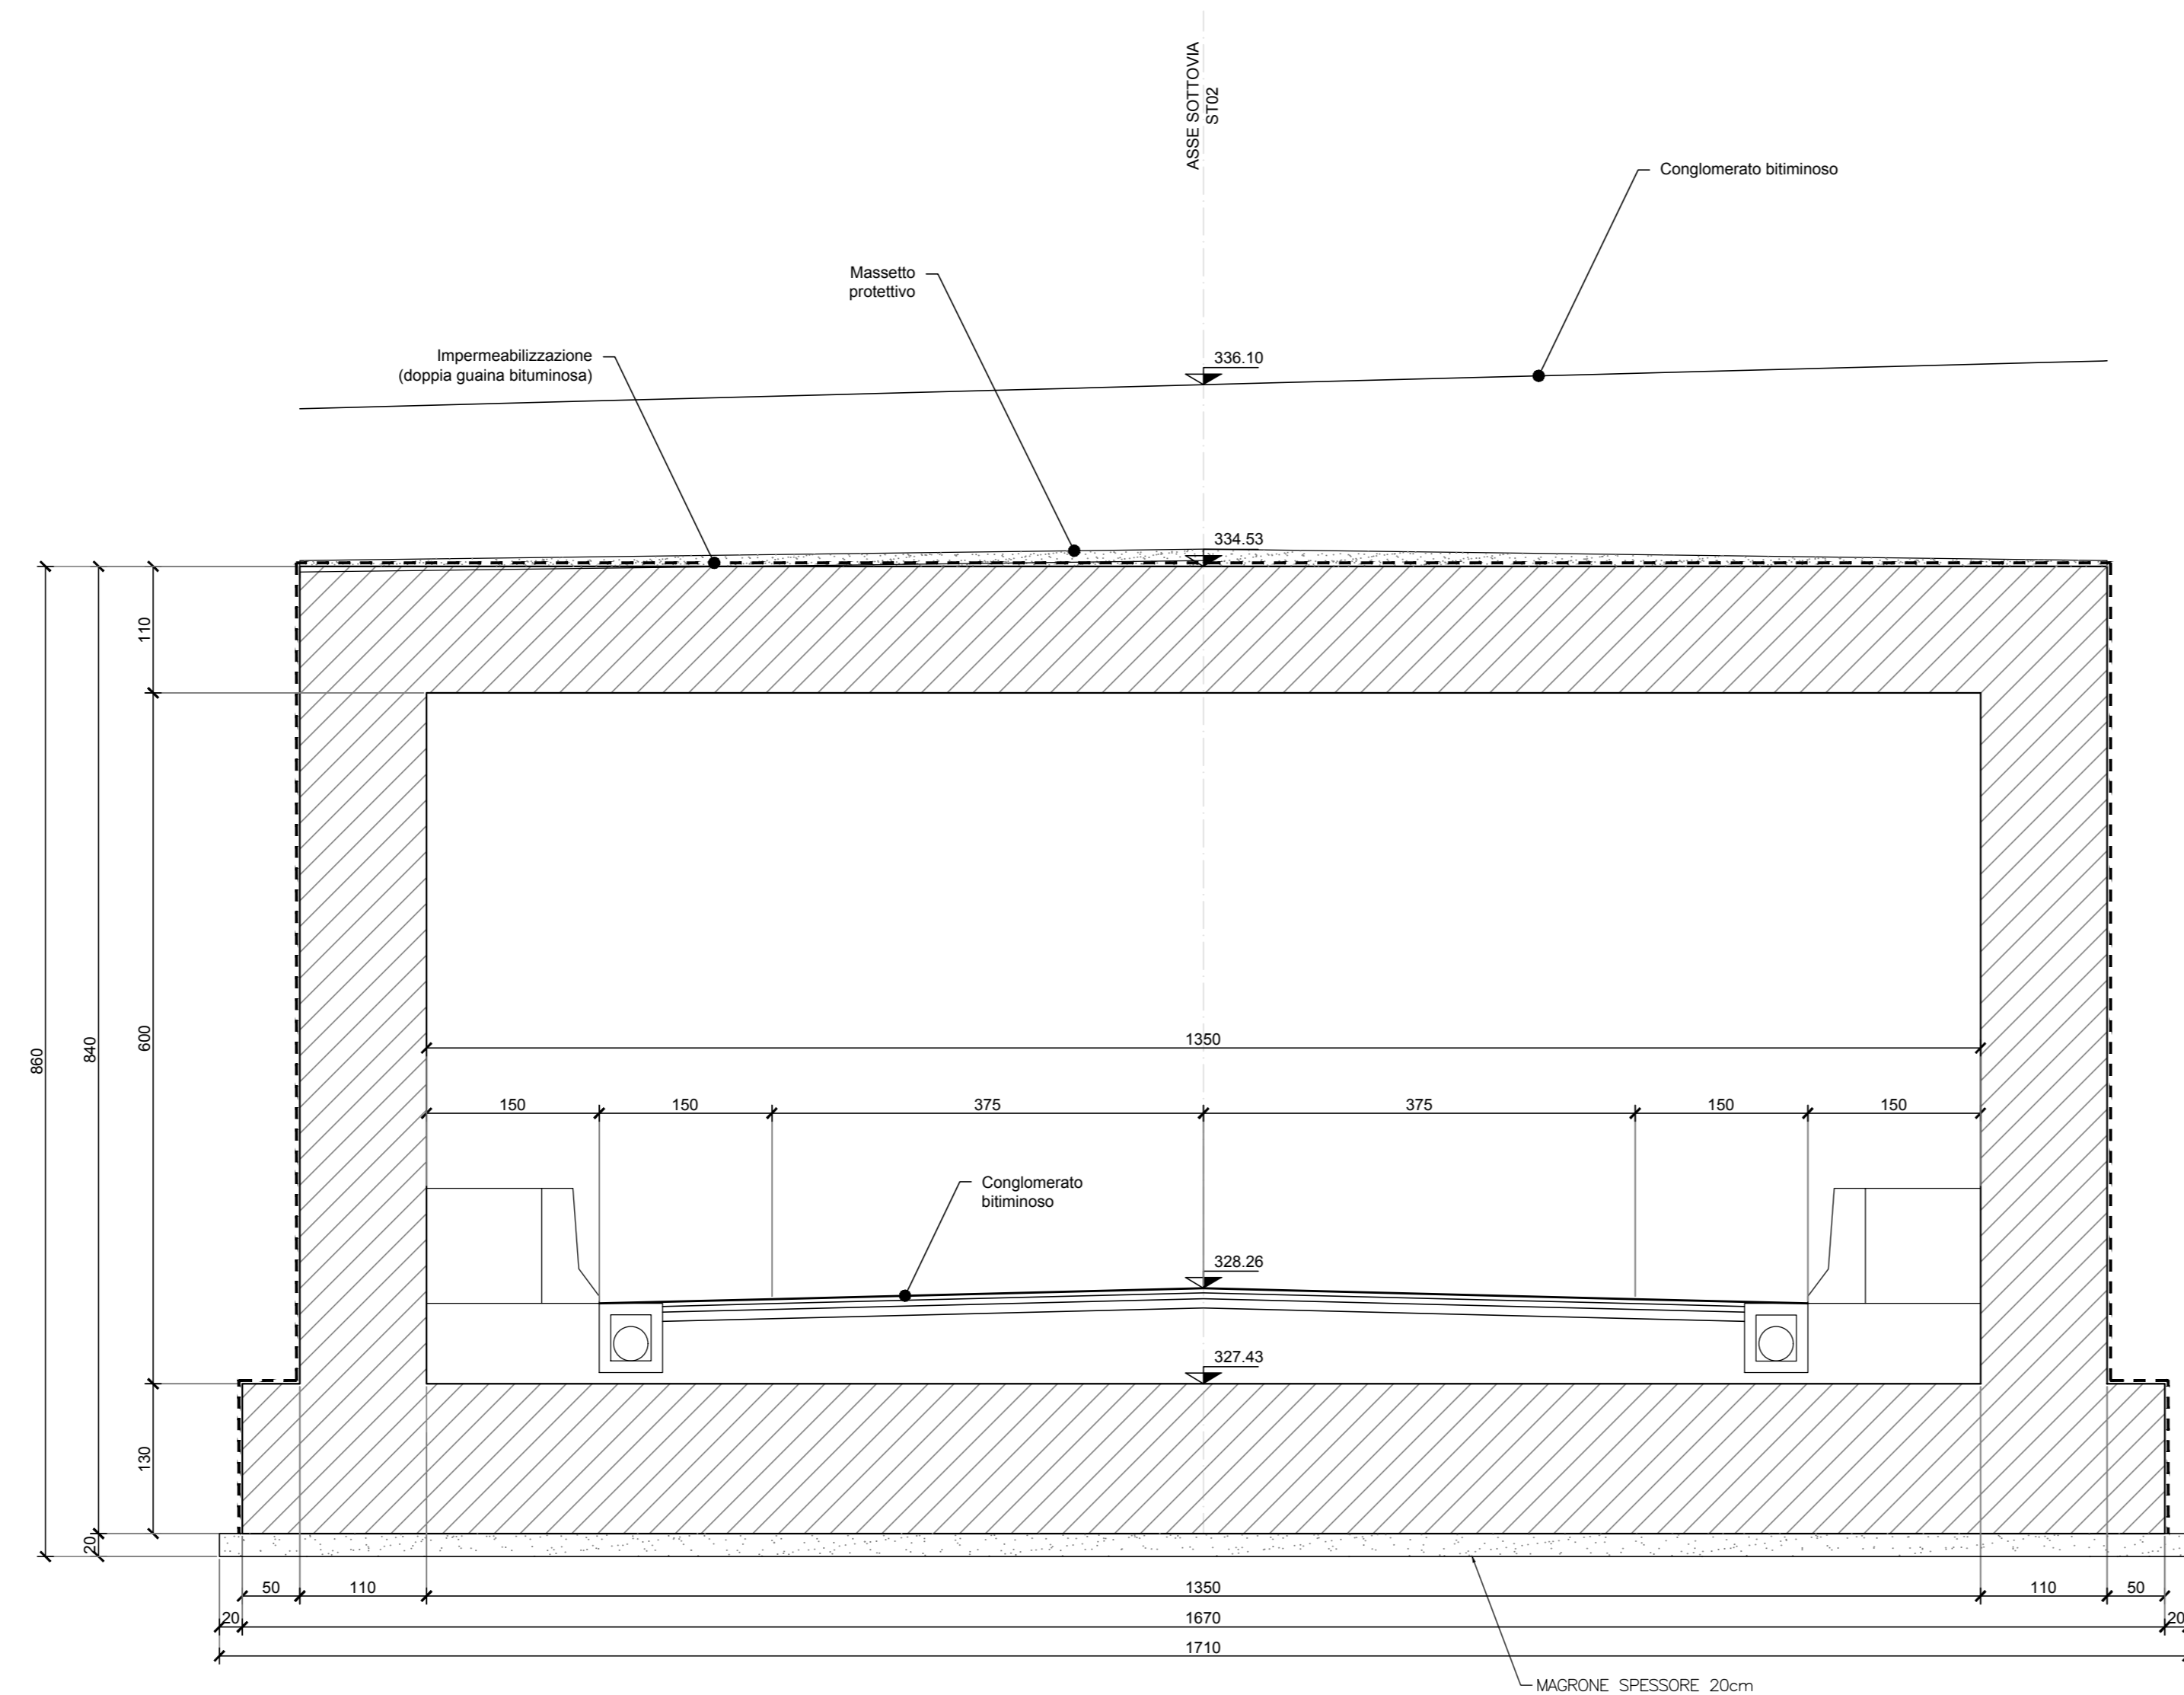 ASSE SOTTOVIA
ST02
Conglomerato bitiminoso
Massetto
protettivo
Impermeabilizzazione
(doppia guaina bituminosa)
336.10
334.53
110
600
840
860
130
20
1350
150
150
375
375
150
150
Conglomerato
bitiminoso
328.26
327.43
50
110
1350
110
50
20
1670
20
1710
MAGRONE SPESSORE 20cm